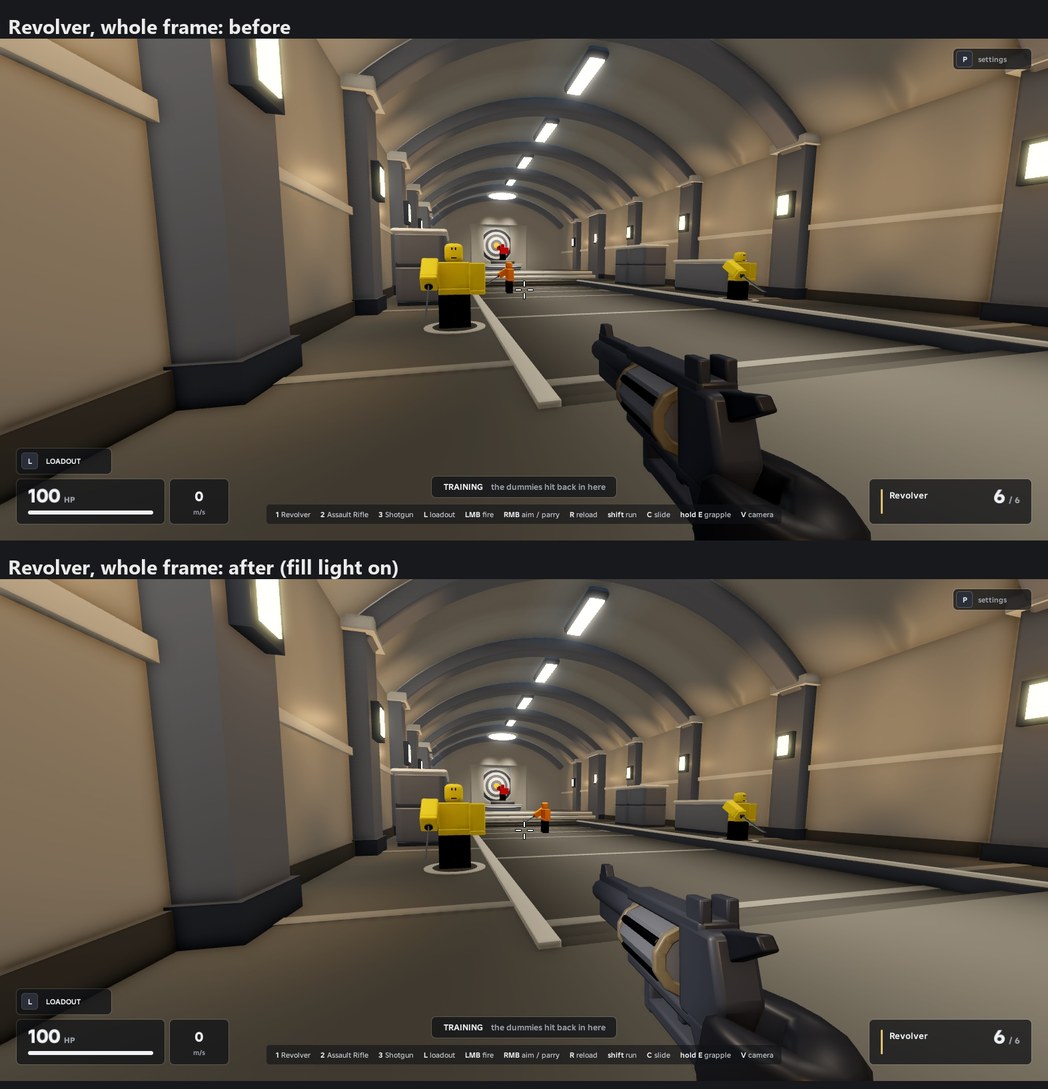 Revolver, whole frame: before
P settings
L LOADOUT
100 HP
0
m/s
TRAINING the dummies hit back in here
1 Revolver 2 Assault Rifle 3 Shotgun L loadout LMB fire RMB aim / parry R reload shift run C slide hold E grapple V camera
Revolver 6 / 6
Revolver, whole frame: after (fill light on)
P settings
L LOADOUT
100 HP
0
m/s
TRAINING the dummies hit back in here
1 Revolver 2 Assault Rifle 3 Shotgun L loadout LMB fire RMB aim / parry R reload shift run C slide hold E grapple V camera
Revolver 6 / 6